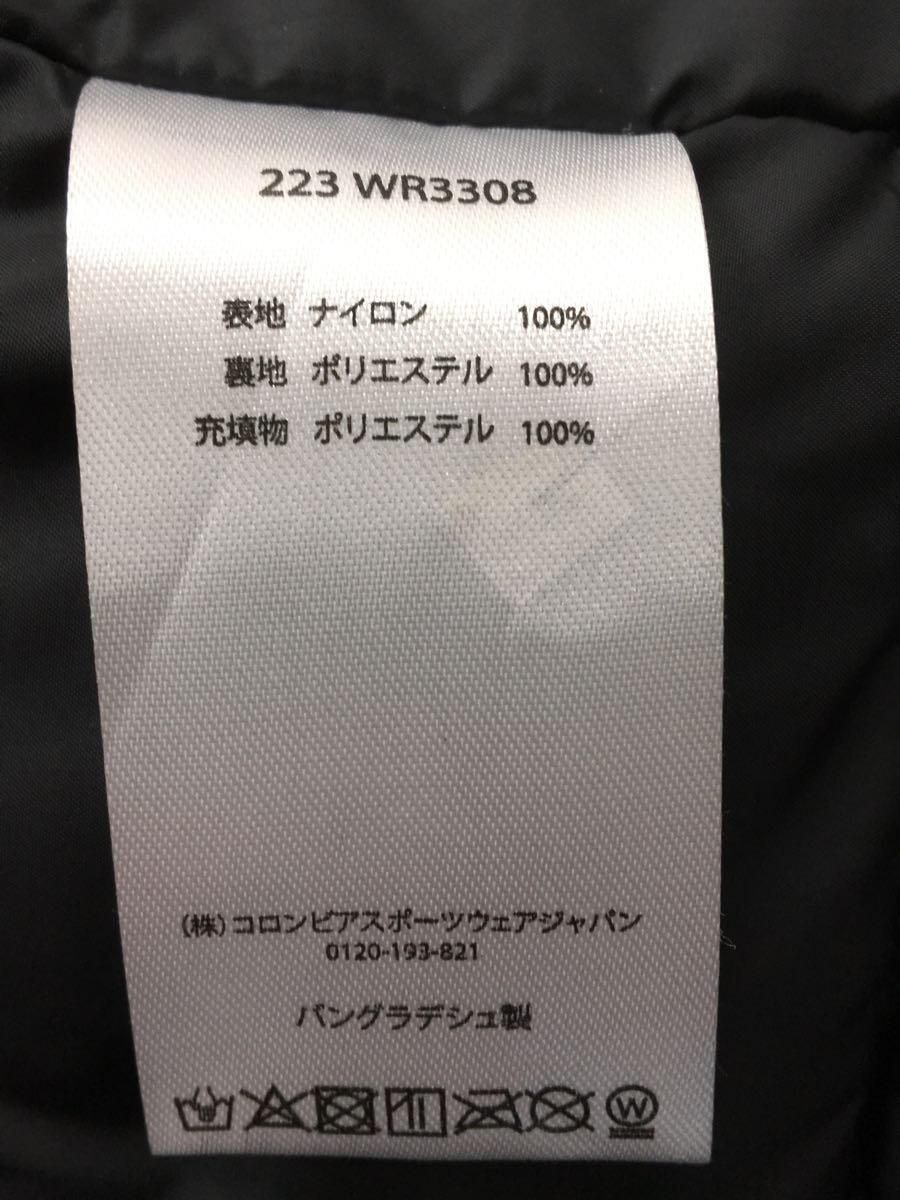 223 WR3308
表地 ナイロン 100%
裏地 ポリエステル 100%
充填物 ポリエステル 100%
(株)コロンビアスポーツウェアジャパン
0120-193-821
バングラデシュ製
W